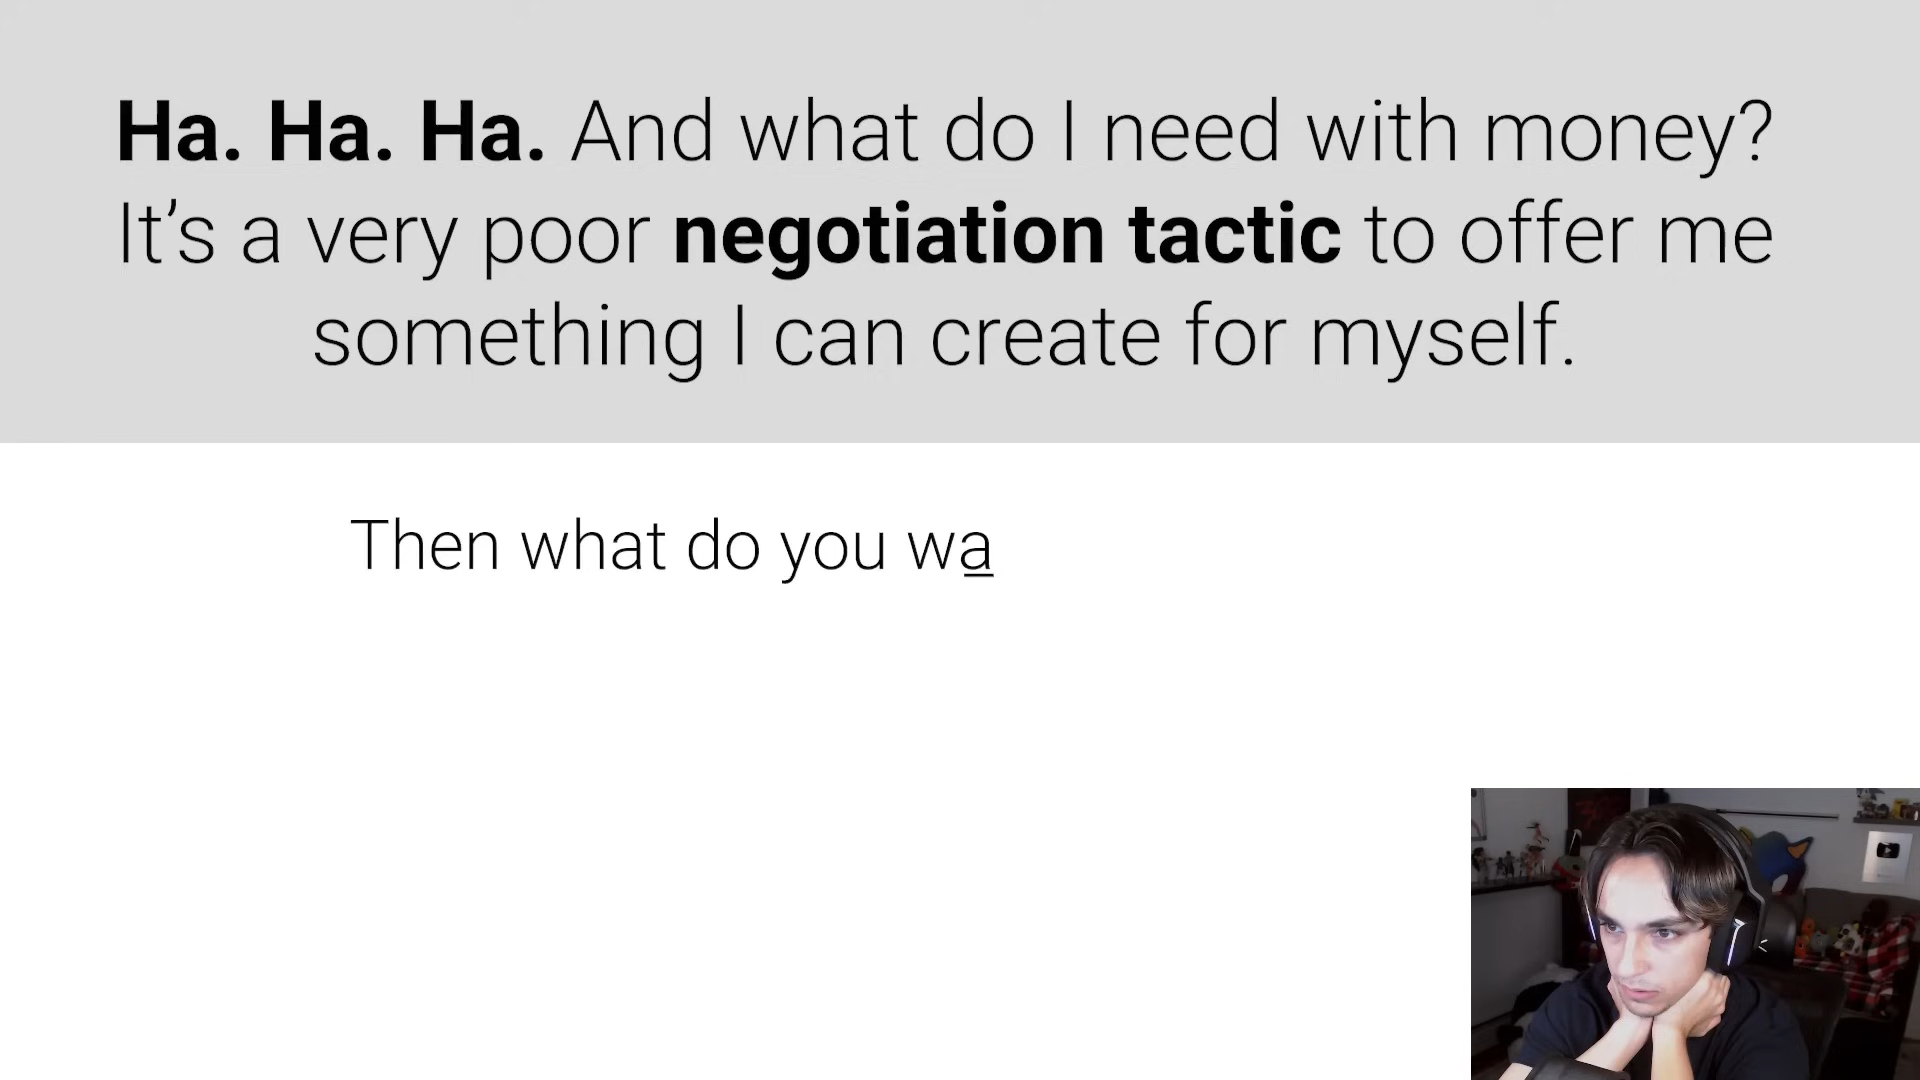 Ha. Ha. Ha. And what do I need with money?
It’s a very poor negotiation tactic to offer me
something I can create for myself.
Then what do you wa